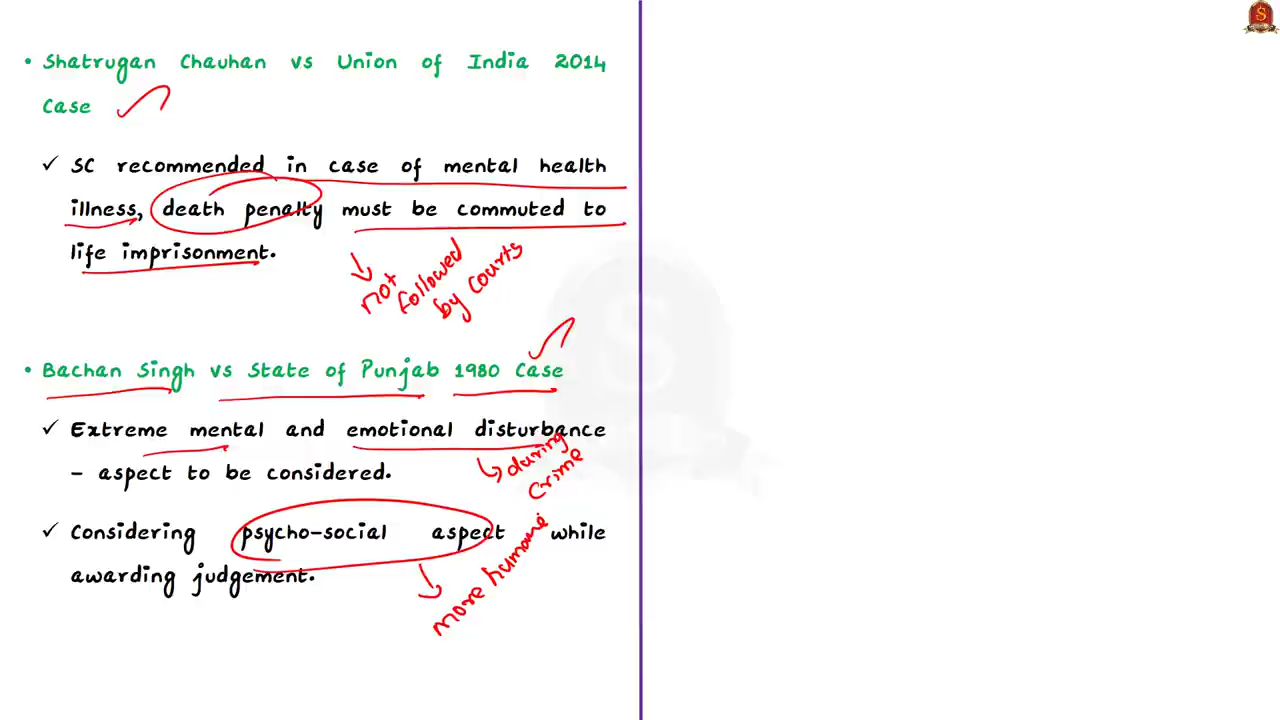 • Shatrugan Chauhan vs Union of India 2014
Case
✓ SC recommended in case of mental health
illness, death penalty must be commuted to
life imprisonment.
not
followed
by courts
• Bachan Singh vs State of Punjab 1980 Case
✓ Extreme mental and emotional disturbance
- aspect to be considered.
during
crime
✓ Considering psycho-social aspect while
awarding judgement.
more humane
S